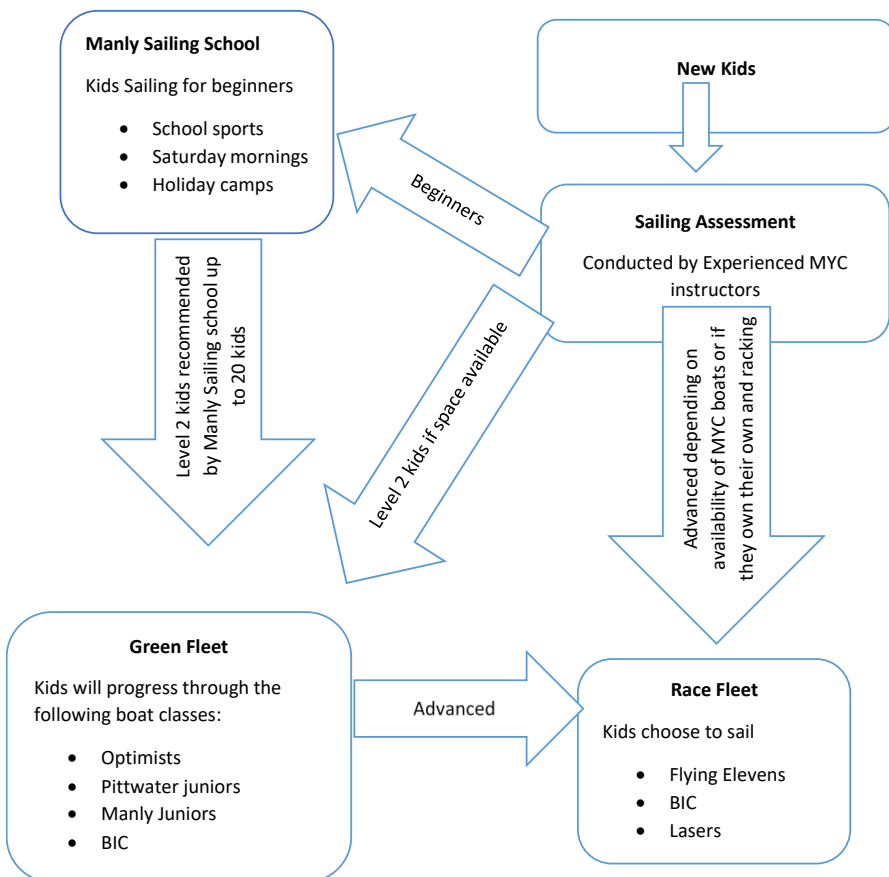 Manly Sailing School
Kids Sailing for beginners
• School sports
• Saturday mornings
• Holiday camps
New Kids
Beginners
Sailing Assessment
Conducted by Experienced MYC
instructors
Level 2 kids recommended
by Manly Sailing school up
to 20 kids
Level 2 kids if space available
Advanced depending on
availability of MYC boats or if
they own their own and racking
Green Fleet
Kids will progress through the
following boat classes:
• Optimists
• Pittwater juniors
• Manly Juniors
• BIC
Advanced
Race Fleet
Kids choose to sail
• Flying Elevens
• BIC
• Lasers